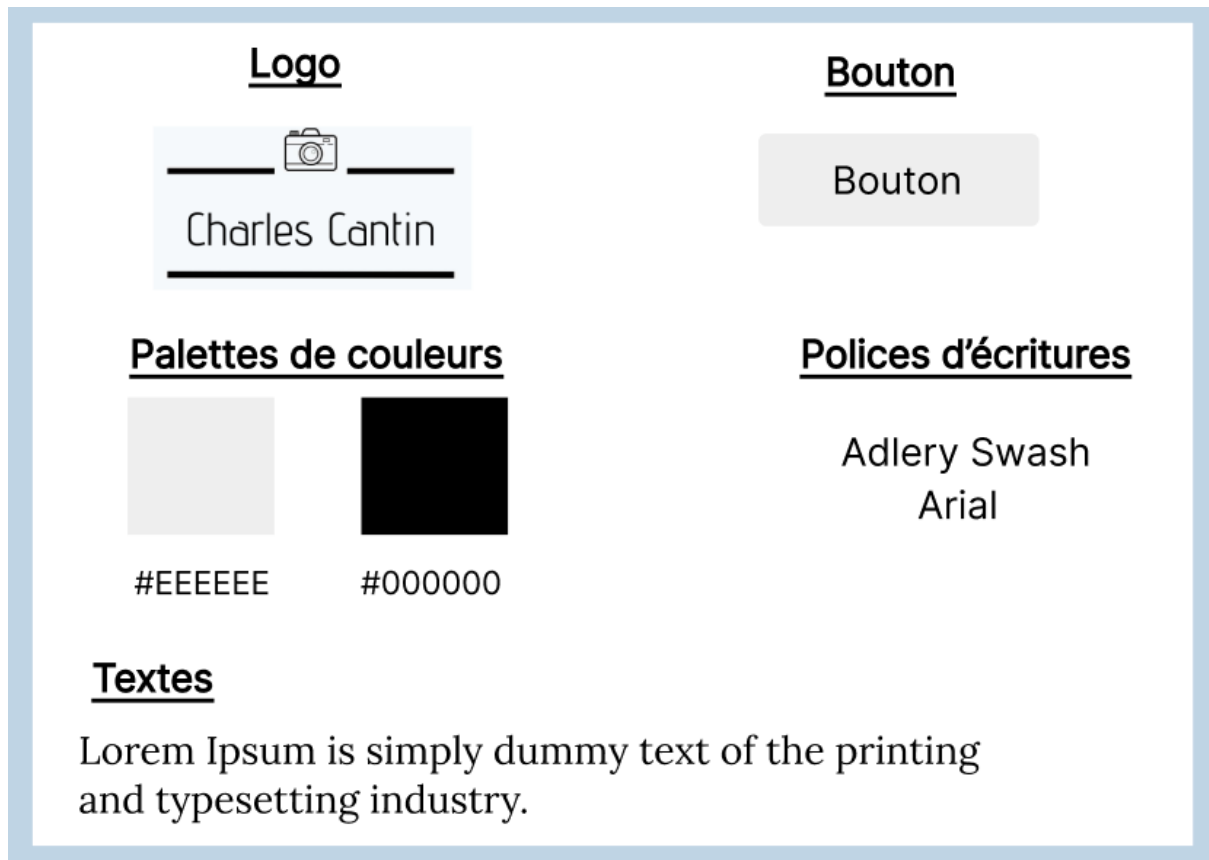 Logo
Charles Cantin
Bouton
Bouton
Palettes de couleurs
#EEEEEE
#000000
Polices d’écritures
Adlery Swash
Arial
Textes
Lorem Ipsum is simply dummy text of the printing
and typesetting industry.